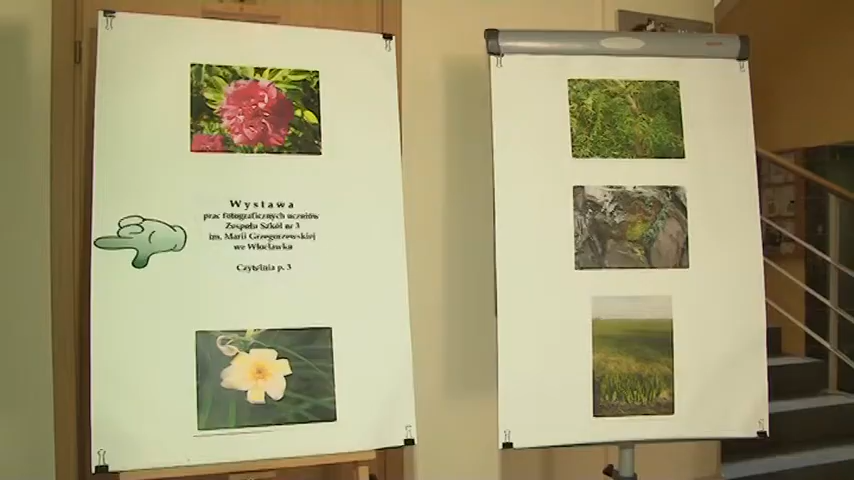 Wystawa
prac fotograficznych uczniów
Zespołu Szkół nr 3
im. Marii Grzegorzewskiej
we Włocławku
Czytelnia p. 3